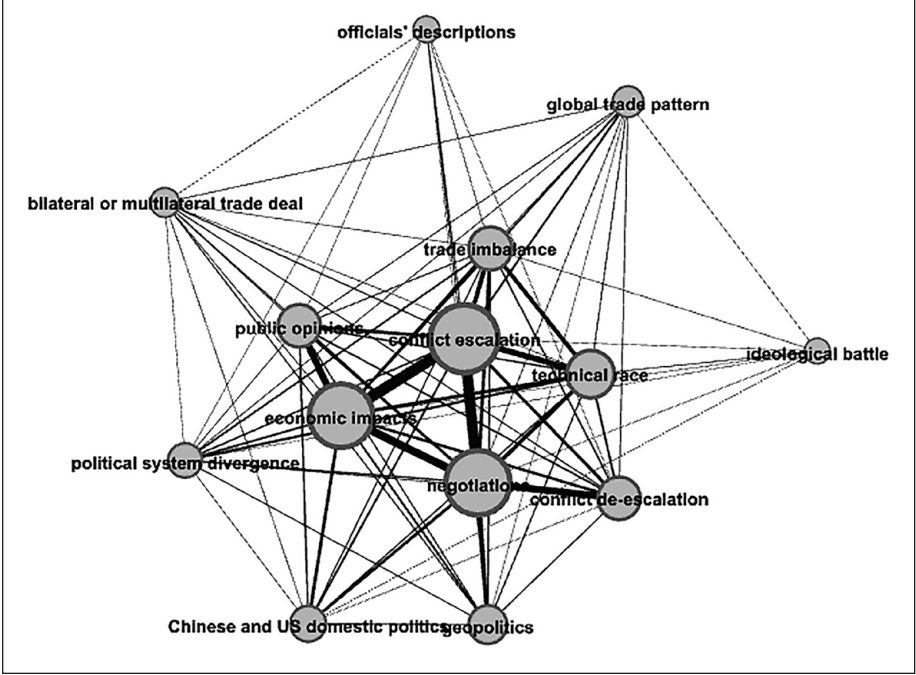 officials' descriptions
global trade pattern
bilateral or multilateral trade deal
trade imbalance
public opinions
conflict escalation
ideological battle
technical race
economic impacts
political system divergence
negotiations
conflict de-escalation
Chinese and US domestic politics
geopolitics